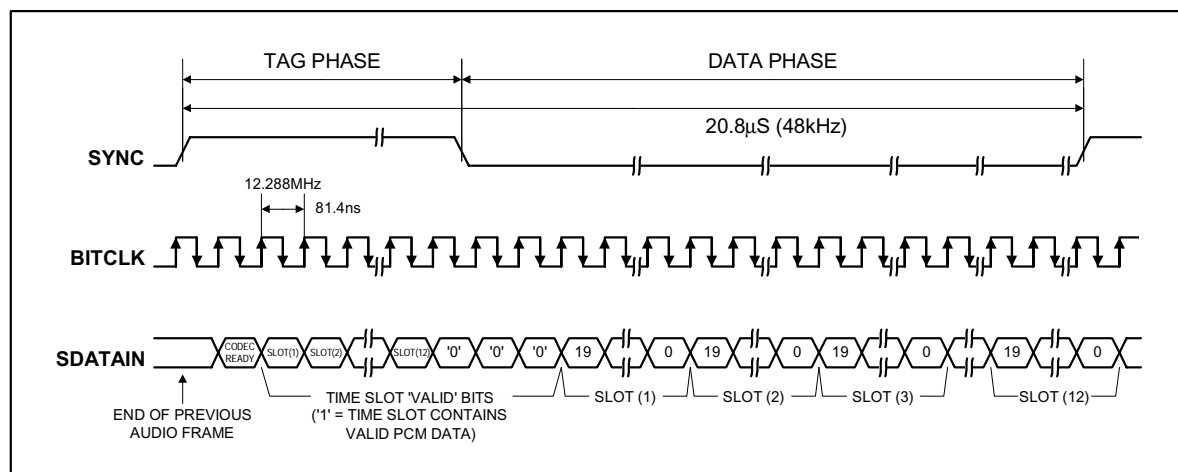 TAG PHASE
DATA PHASE
20.8µS (48kHz)
SYNC
12.288MHz
81.4ns
BITCLK
SDATAIN
CODEC
READY
SLOT(1)
SLOT(2)
SLOT(12)
'0'
'0'
'0'
19
0
19
0
19
0
19
0
END OF PREVIOUS
AUDIO FRAME
TIME SLOT 'VALID' BITS
('1' = TIME SLOT CONTAINS
VALID PCM DATA)
SLOT (1)
SLOT (2)
SLOT (3)
SLOT (12)